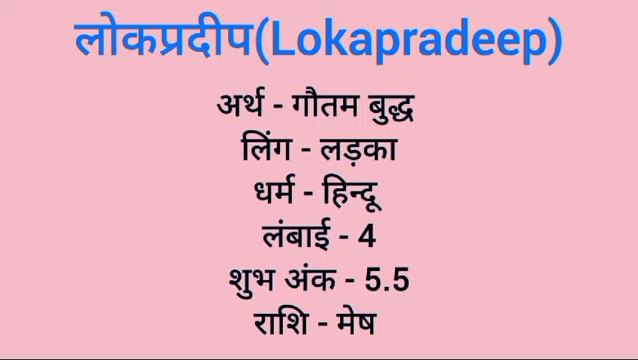 लोकप्रदीप(Lokapradeep)
अर्थ - गौतम बुद्ध
लिंग - लड़का
धर्म - हिन्दू
लंबाई - 4
शुभ अंक - 5.5
राशि - मेष